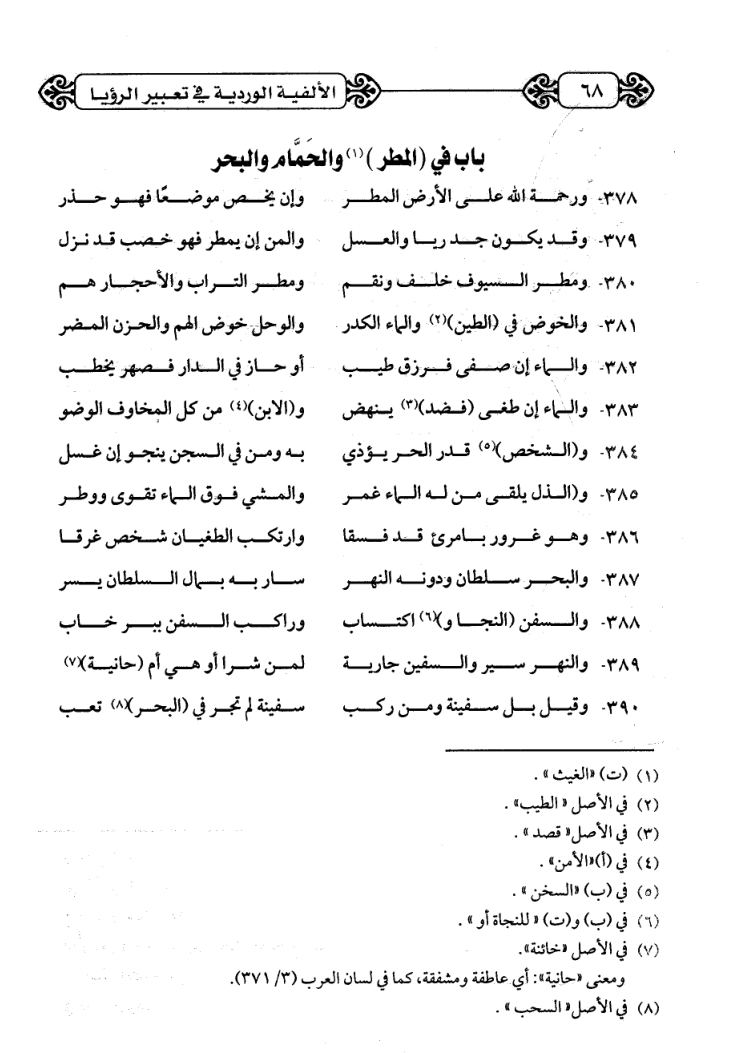 ٦٨ الألفية الوردية في تعبير الرؤيا
باب في (المطر)(١) والحَمَّام والبحر
٣٧٨- ورحمة الله على الأرض المطر وإن يخص موضعًا فهو حذر
٣٧٩- وقد يكون جد ريا والعسل والمن إن يمطر فهو خصب قد نزل
٣٨٠- ومطر السيوف خلف ونقم ومطر التراب والأحجار هم
٣٨١- والخوض في (الطين)(٢) والماء الكدر والوحل خوض الهم والحزن المضر
٣٨٢- والماء إن صفى فرزق طيب أو حاز في الدار فصهر يخطب
٣٨٣- والماء إن طغى (فضد)(٣) ينهض و(الابن)(٤) من كل المخاوف الوضو
٣٨٤- و(الشخص)(٥) قدر الحر يؤذي به ومن في السجن ينجو إن غسل
٣٨٥- و(الذل يلقى من له الماء غمر والمشي فوق الماء تقوى ووطر
٣٨٦- وهو غرور بامرئ قد فسقا وارتكب الطغيان شخص غرقا
٣٨٧- والبحر سلطان ودونه النهر سار به بمال السلطان يسر
٣٨٨- والسفن (النجا و)(٦) اكتساب وراكب السفن ببر خاب
٣٨٩- والنهر سير والسفين جارية لمن شرا أو هي أم (حانية)(٧)
٣٩٠- وقيل بل سفينة ومن ركب سفينة لم تجر في (البحر)(٨) تعب
(١) (ت) «الغيث» .
(٢) في الأصل « الطيب» .
(٣) في الأصل« قصد » .
(٤) في (أ)«الأمن» .
(٥) في (ب) «السخن » .
(٦) في (ب) و(ت) « للنجاة أو » .
(٧) في الأصل «خائنة».
ومعنى «حانية»: أي عاطفة ومشفقة، كما في لسان العرب (٣/ ٣٧١).
(٨) في الأصل« السحب » .